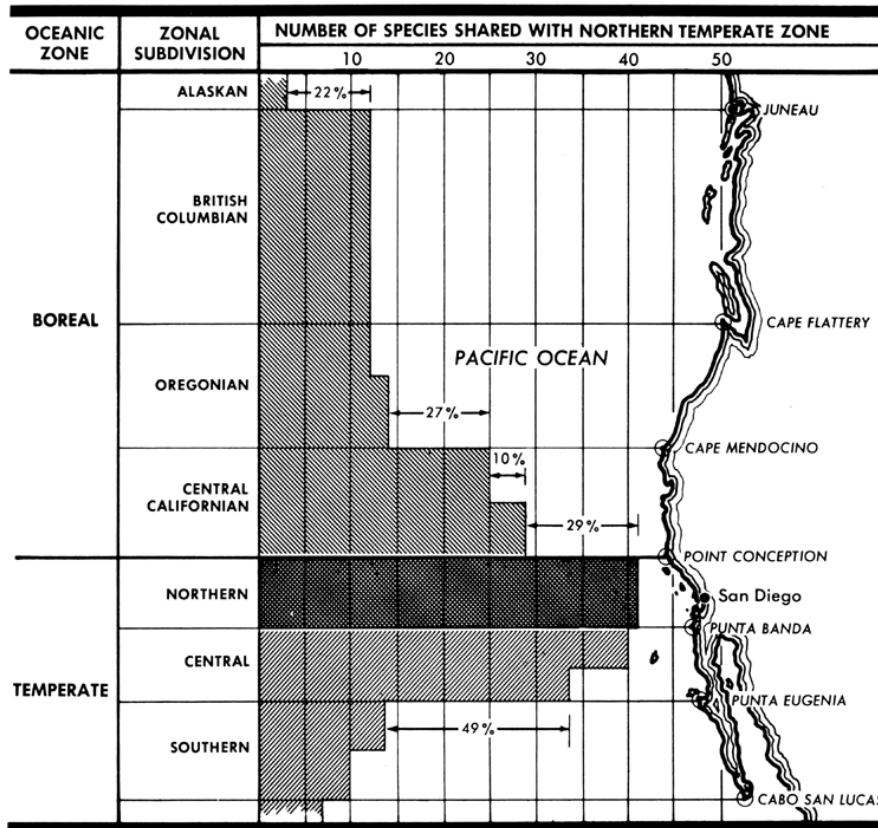 OCEANIC
ZONE
ZONAL
SUBDIVISION
NUMBER OF SPECIES SHARED WITH NORTHERN TEMPERATE ZONE
10 20 30 40 50
ALASKAN
22%
JUNEAU
BRITISH
COLUMBIAN
BOREAL
CAPE FLATTERY
PACIFIC OCEAN
OREGONIAN
27%
CAPE MENDOCINO
10%
CENTRAL
CALIFORNIAN
29%
POINT CONCEPTION
NORTHERN
San Diego
PUNTA BANDA
CENTRAL
TEMPERATE
PUNTA EUGENIA
SOUTHERN
49%
CABO SAN LUCAS